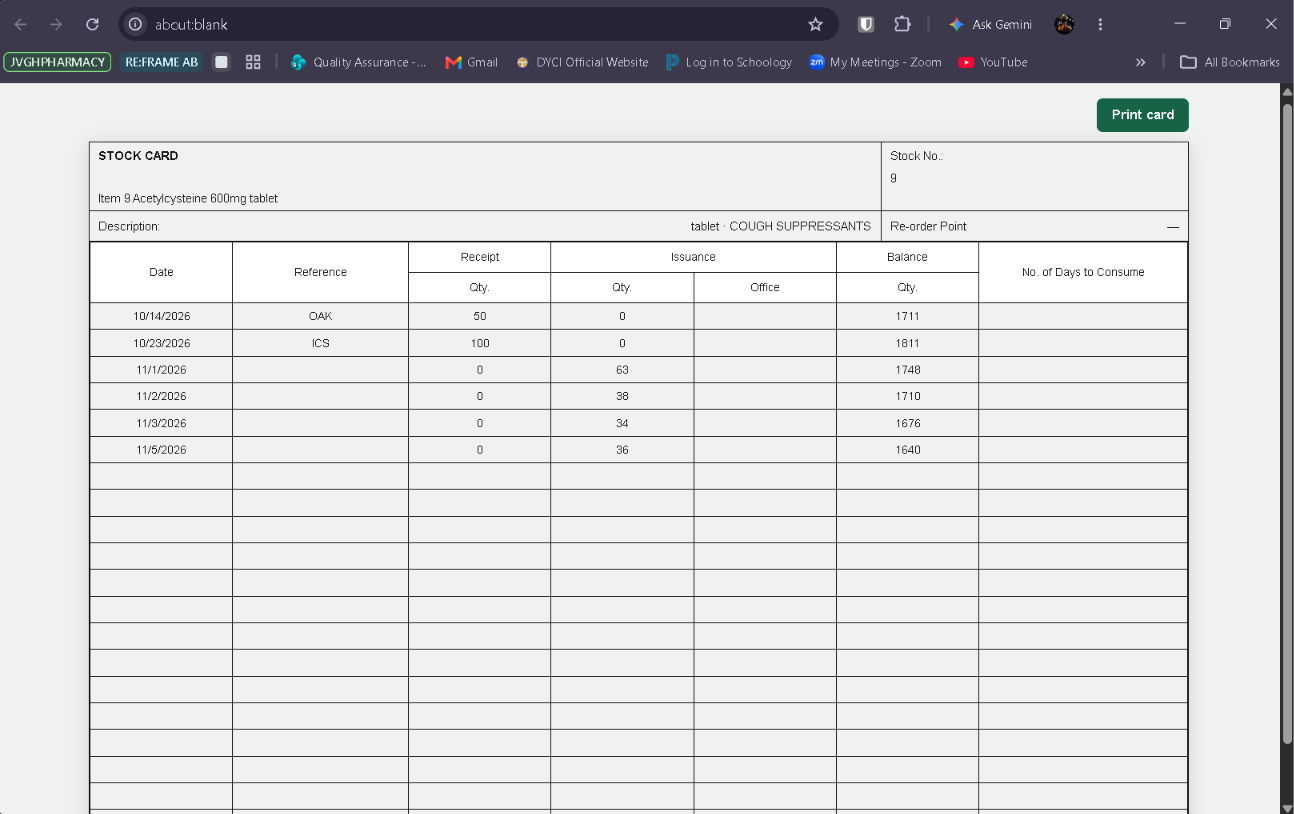 about:blank
Ask Gemini
JVGHPHARMACY
RE:FRAME AB
Quality Assurance -...
Gmail
DYCI Official Website
Log in to Schoology
zm
My Meetings - Zoom
YouTube
»
All Bookmarks
Print card
STOCK CARD
Stock No.:
9
Item 9 Acetylcysteine 600mg tablet
Description: tablet · COUGH SUPPRESSANTS Re-order Point —
Date Reference Receipt Issuance Balance No. of Days to Consume
Qty. Qty. Office Qty.
10/14/2026 OAK 50 0 1711
10/23/2026 ICS 100 0 1811
11/1/2026 0 63 1748
11/2/2026 0 38 1710
11/3/2026 0 34 1676
11/5/2026 0 36 1640